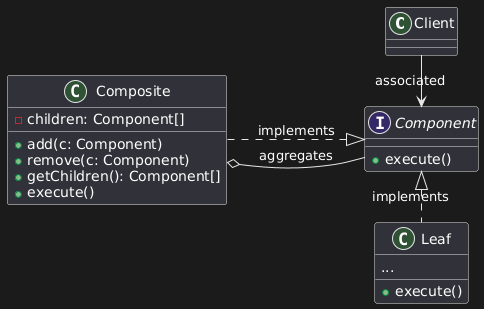 C Client
associated
C Composite
children: Component[]
add(c: Component)
remove(c: Component)
getChildren(): Component[]
execute()
implements
aggregates
I Component
execute()
implements
C Leaf
...
execute()